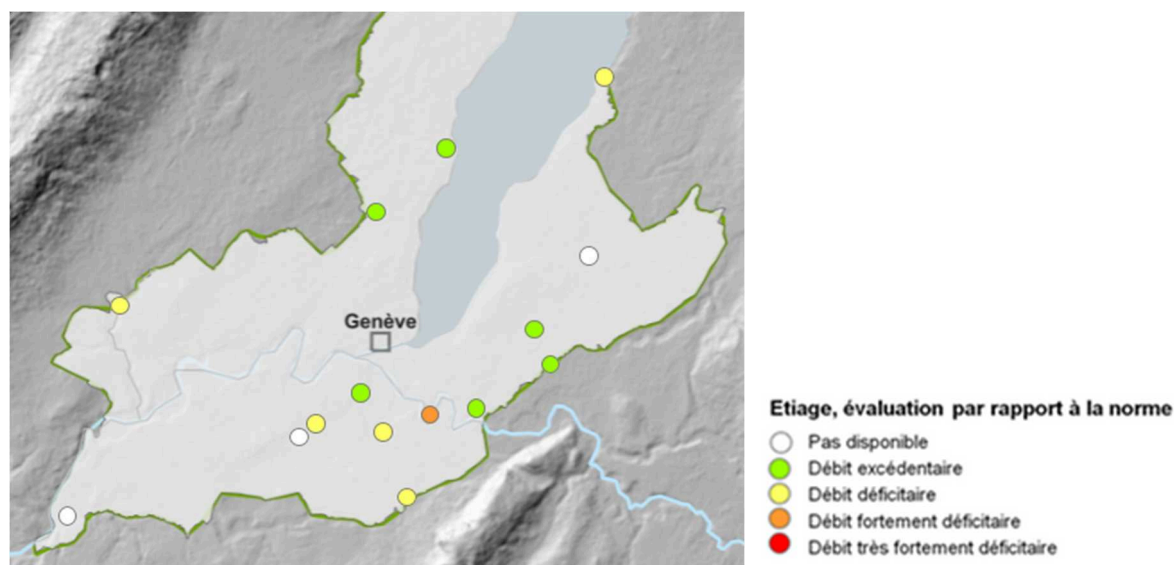 Genève
Etiage, évaluation par rapport à la norme
Pas disponible
Débit excédentaire
Débit déficitaire
Débit fortement déficitaire
Débit très fortement déficitaire